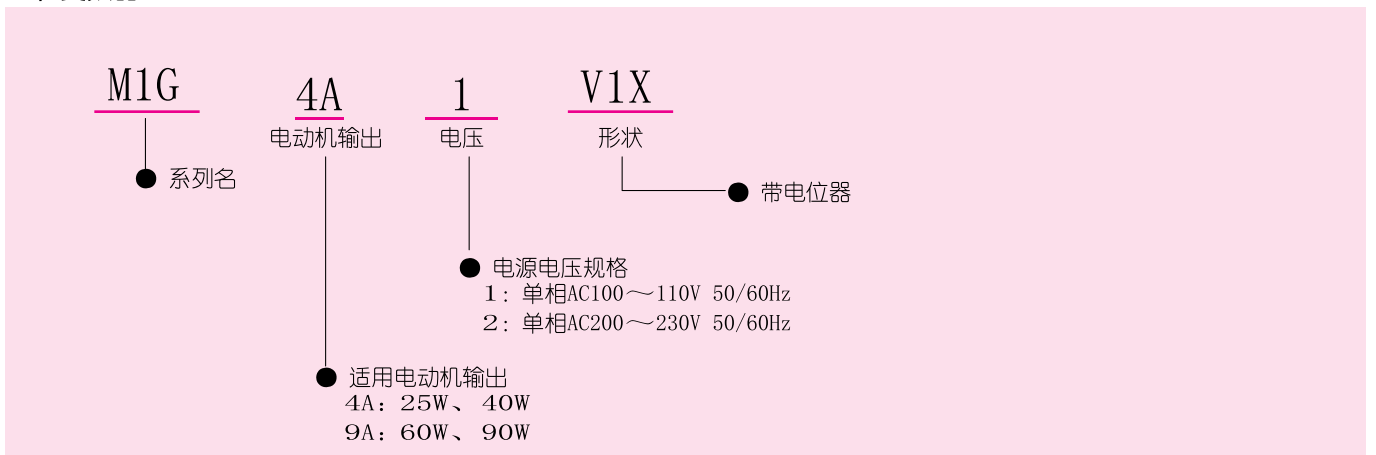 M1G 4A 1 V1X
电动机输出 电压 形状
系列名
带电位器
电源电压规格
1: 单相AC100～110V 50/60Hz
2: 单相AC200～230V 50/60Hz
适用电动机输出
4A: 25W、40W
9A: 60W、90W